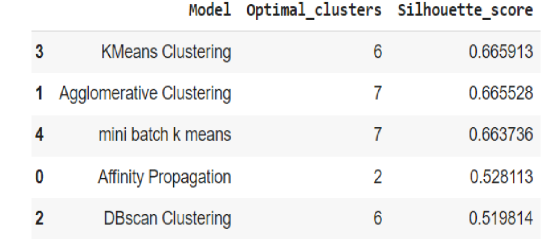 Model Optimal_clusters Silhouette_score
3 KMeans Clustering 6 0.665913
1 Agglomerative Clustering 7 0.665528
4 mini batch k means 7 0.663736
0 Affinity Propagation 2 0.528113
2 DBscan Clustering 6 0.519814